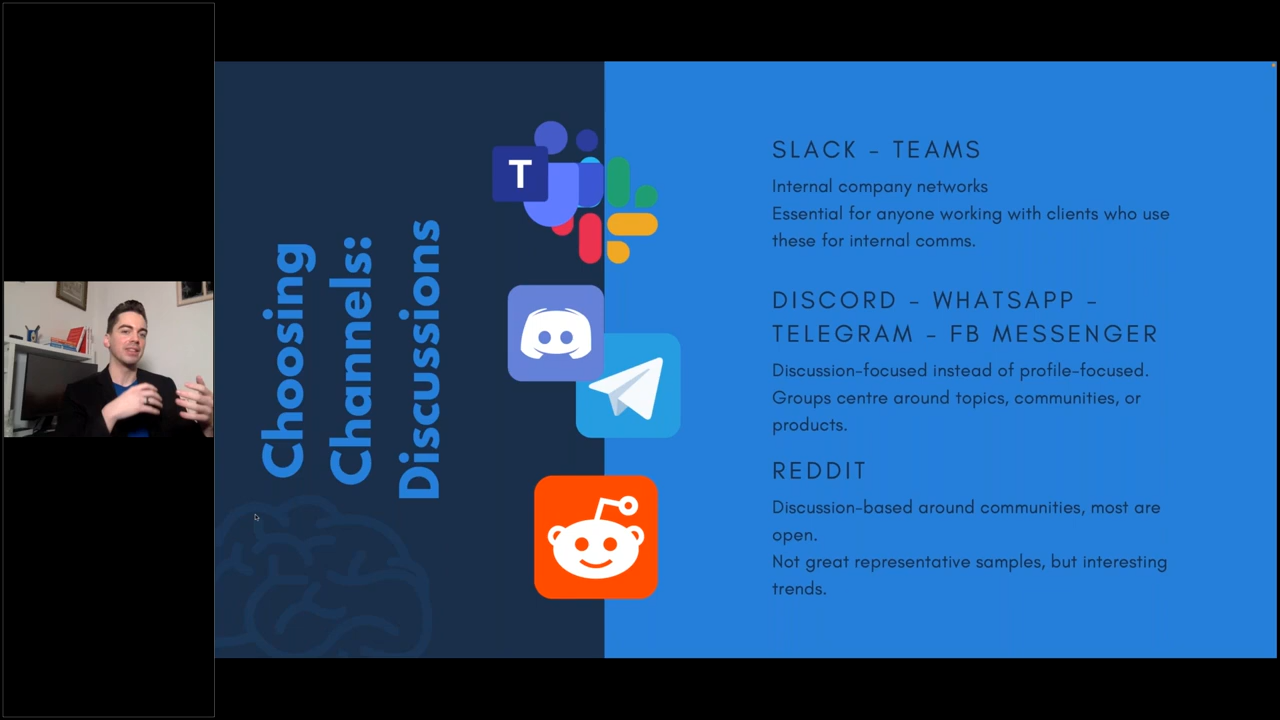 Choosing
Channels:
Discussions
T
SLACK - TEAMS
Internal company networks
Essential for anyone working with clients who use
these for internal comms.
DISCORD - WHATSAPP -
TELEGRAM - FB MESSENGER
Discussion-focused instead of profile-focused.
Groups centre around topics, communities, or
products.
REDDIT
Discussion-based around communities, most are
open.
Not great representative samples, but interesting
trends.